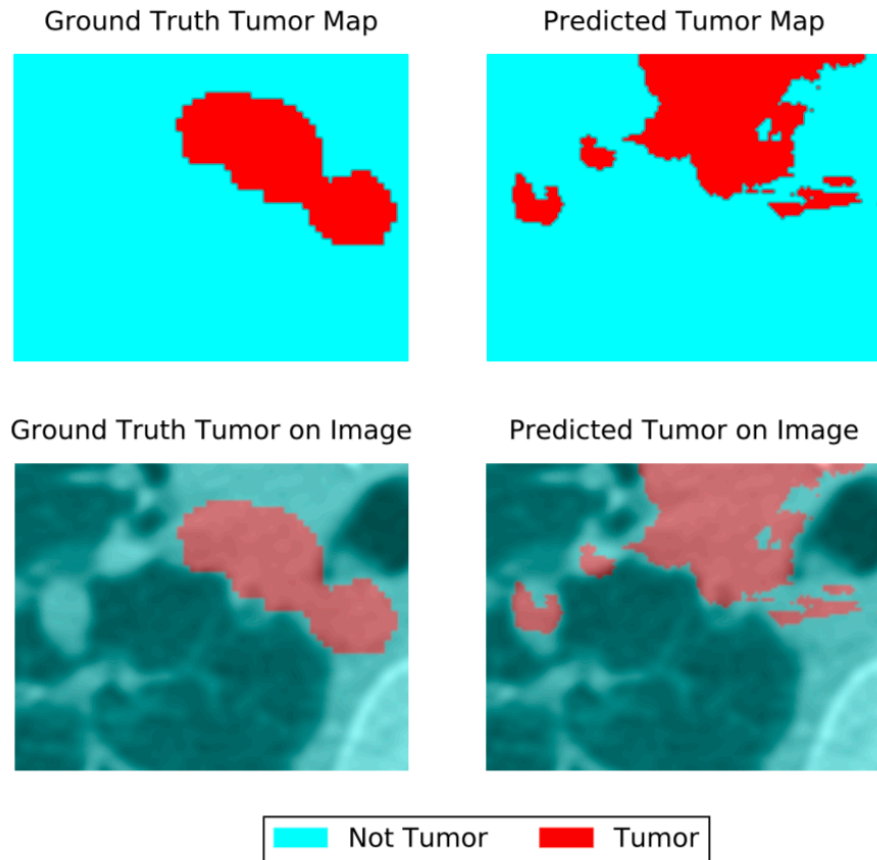 Ground Truth Tumor Map
Predicted Tumor Map
Ground Truth Tumor on Image
Predicted Tumor on Image
Not Tumor
Tumor